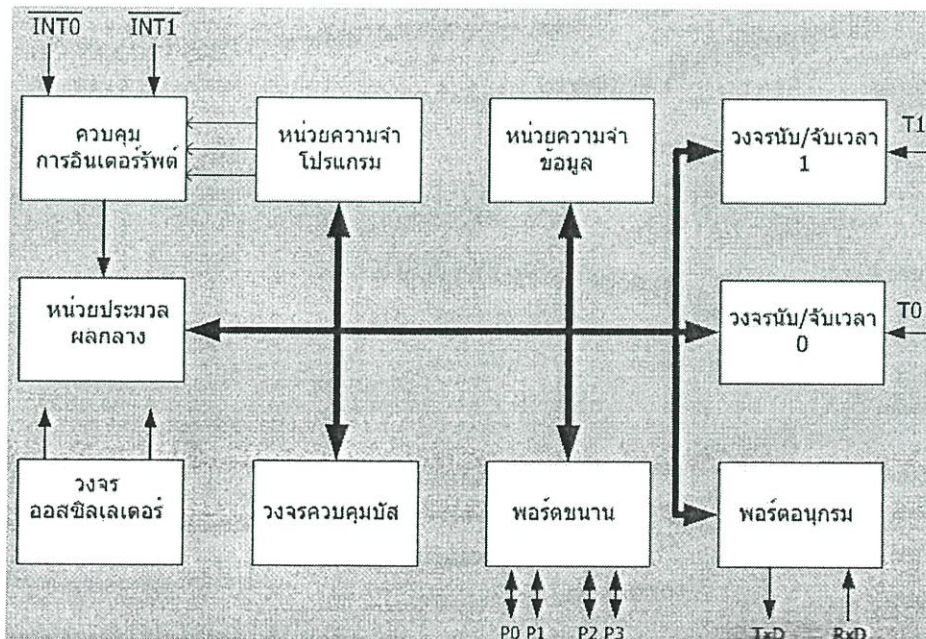 INT0 INT1
ควบคุม
การอินเตอร์รัพต์
หน่วยความจำ
โปรแกรม
หน่วยความจำ
ข้อมูล
วงจรนับ/จับเวลา
1
T1
หน่วยประมวล
ผลกลาง
วงจรนับ/จับเวลา
0
T0
วงจร
ออสซิลเลเตอร์
วงจรควบคุมบัส
พอร์ตขนาน
พอร์ตอนุกรม
P0 P1 P2 P3
TxD RxD